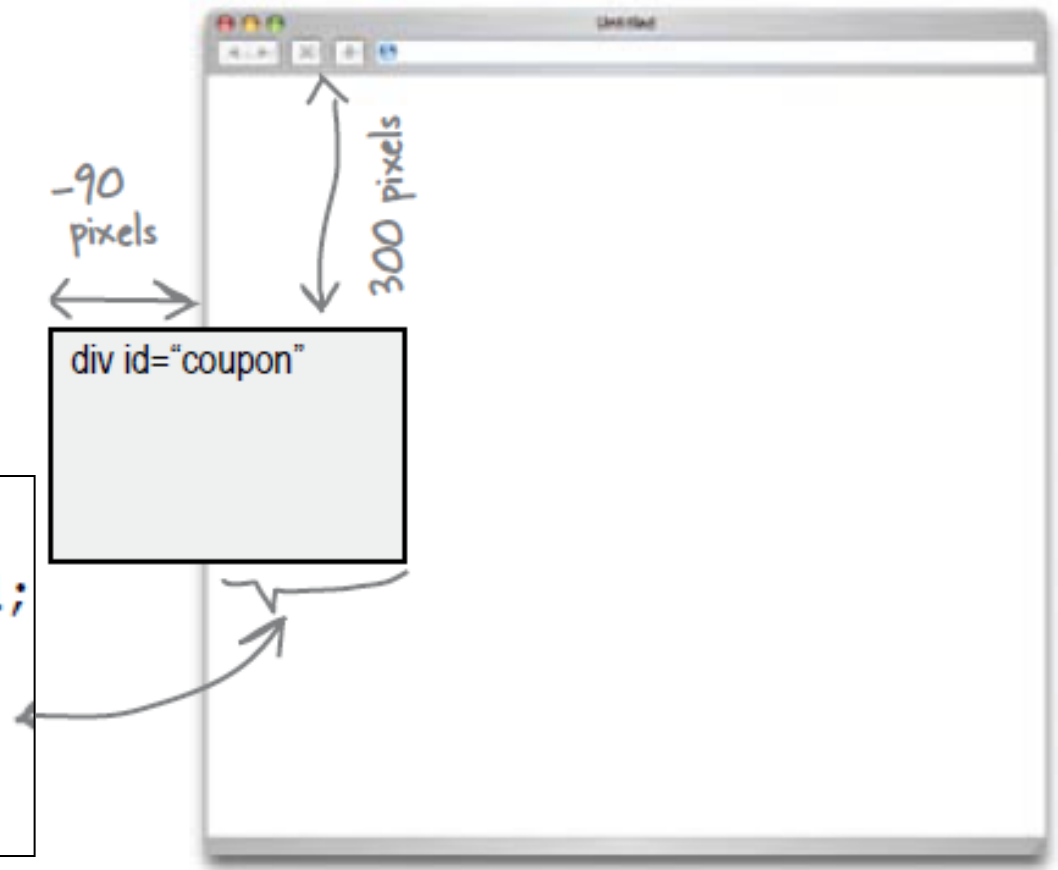 Untitled
-90
pixels
300 pixels
div id=“coupon”
;